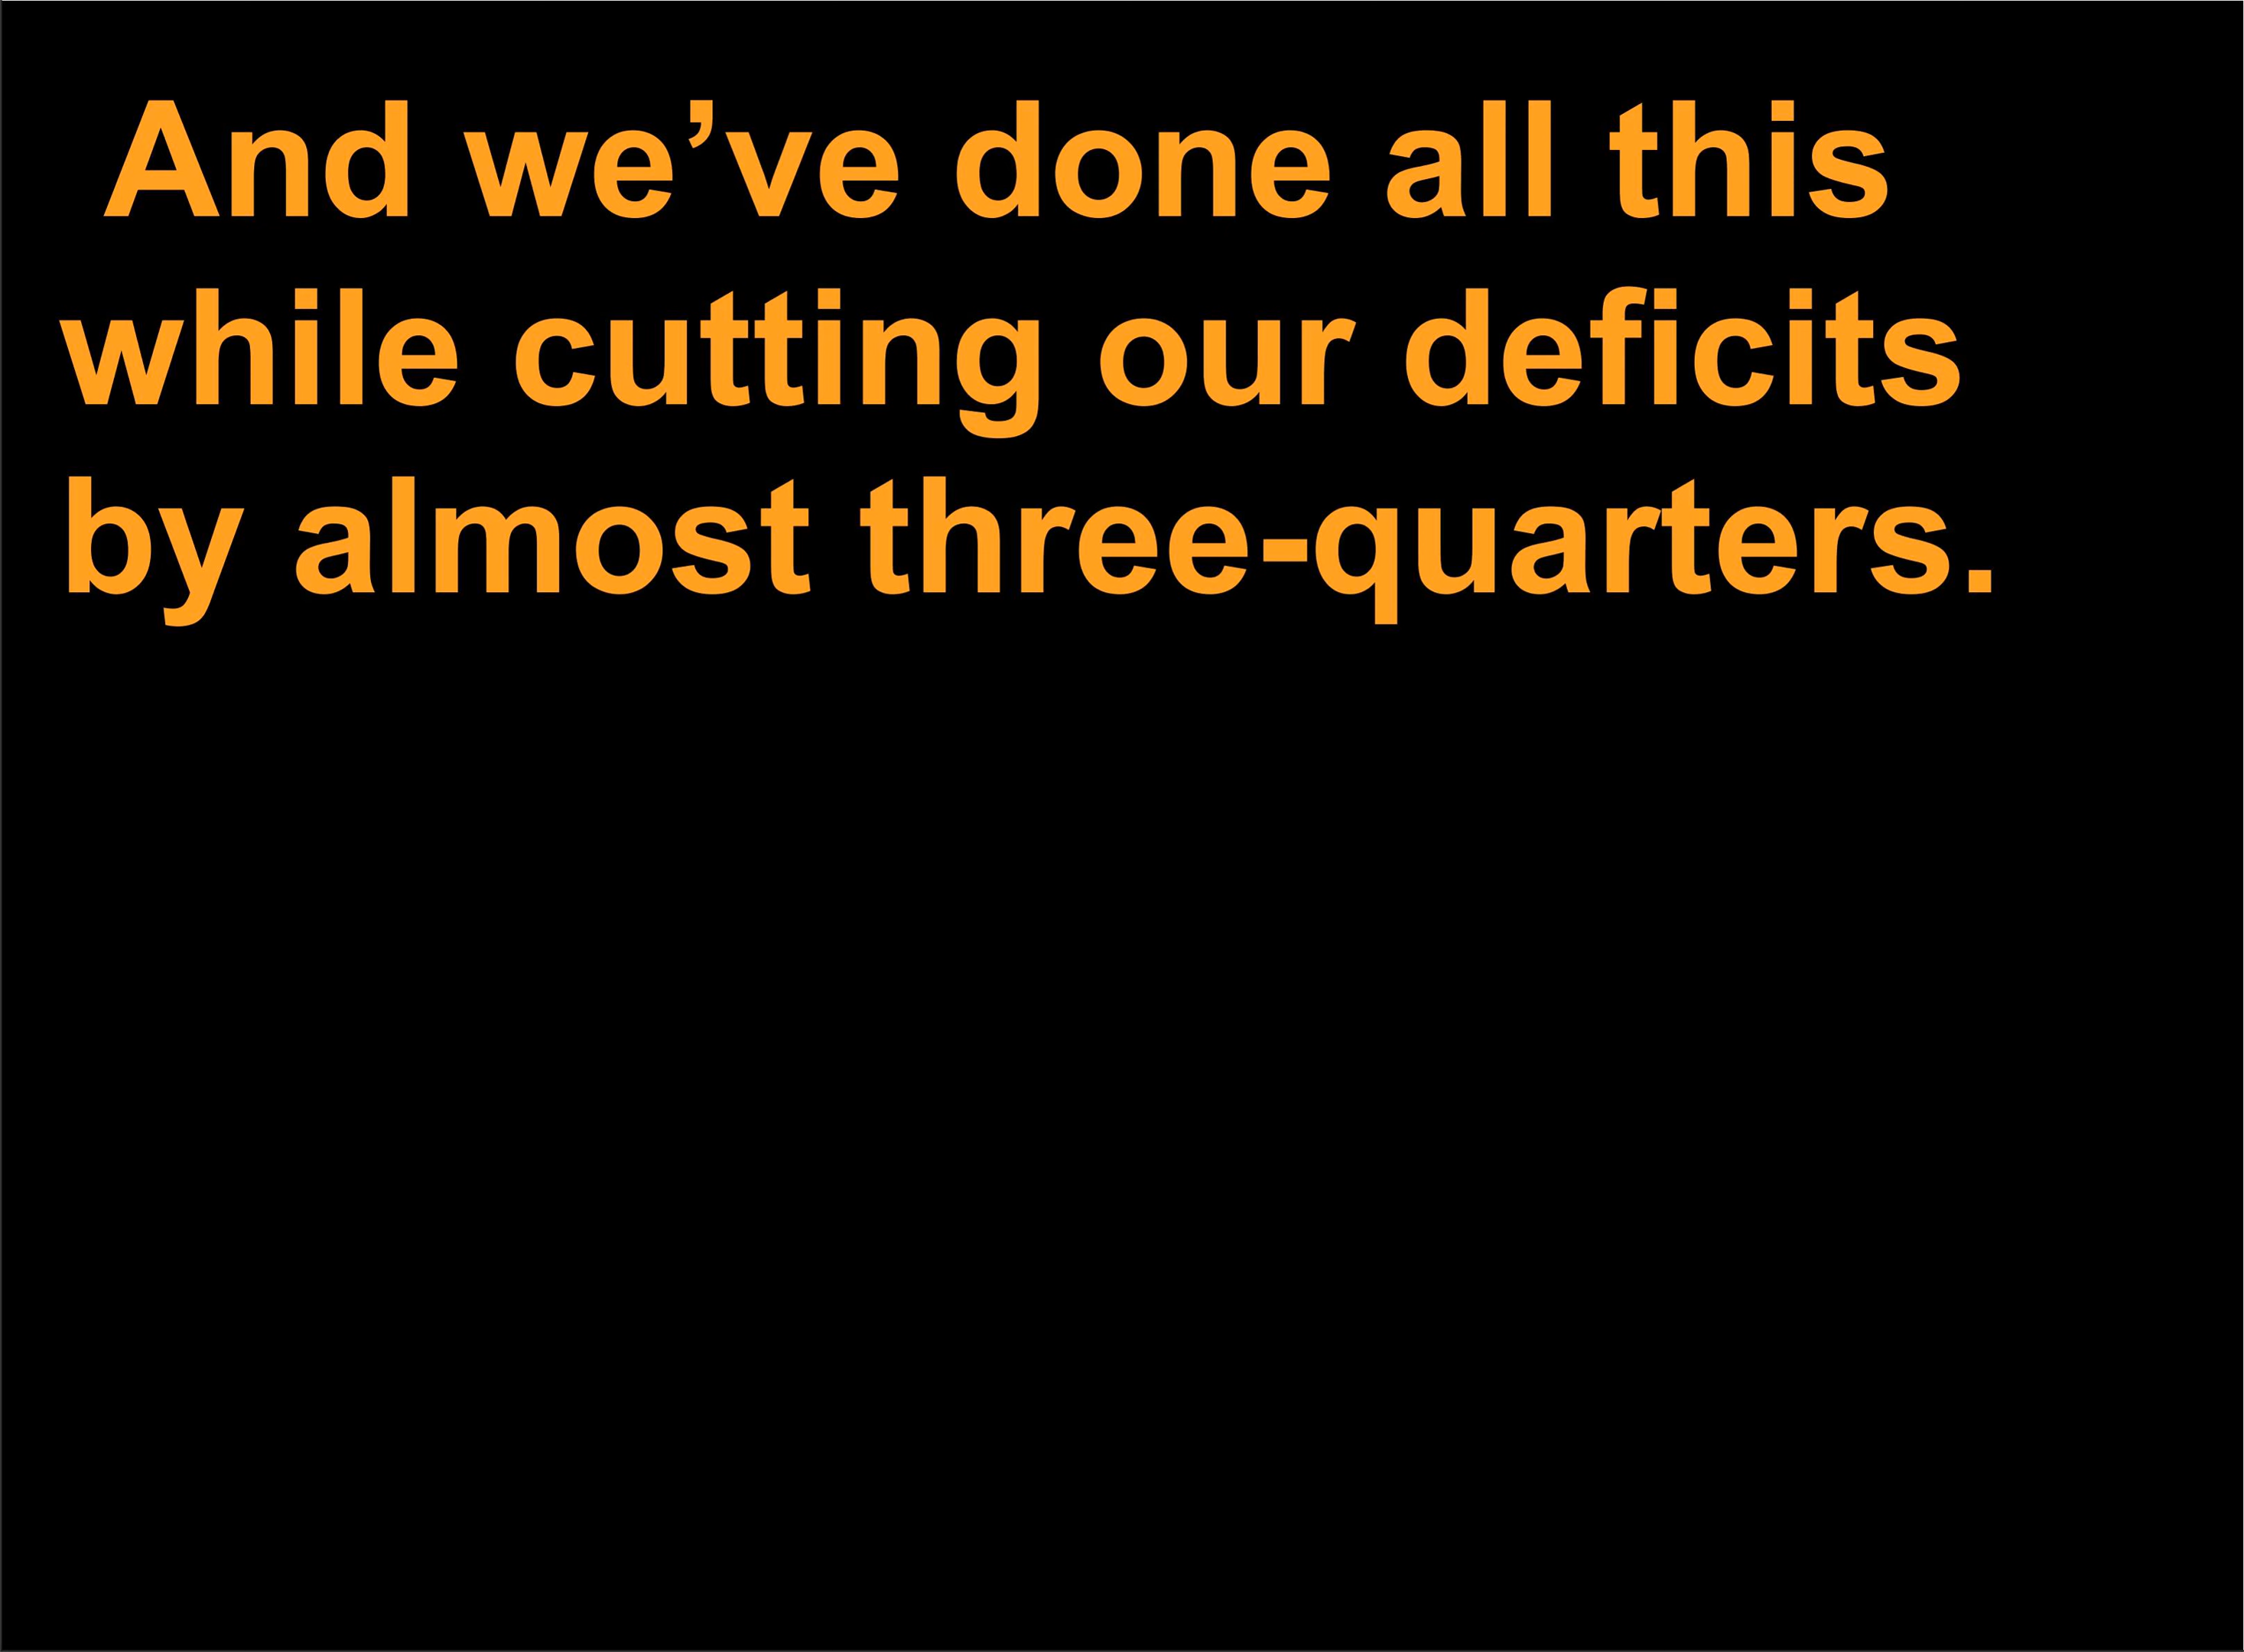 And we’ve done all this
while cutting our deficits
by almost three-quarters.